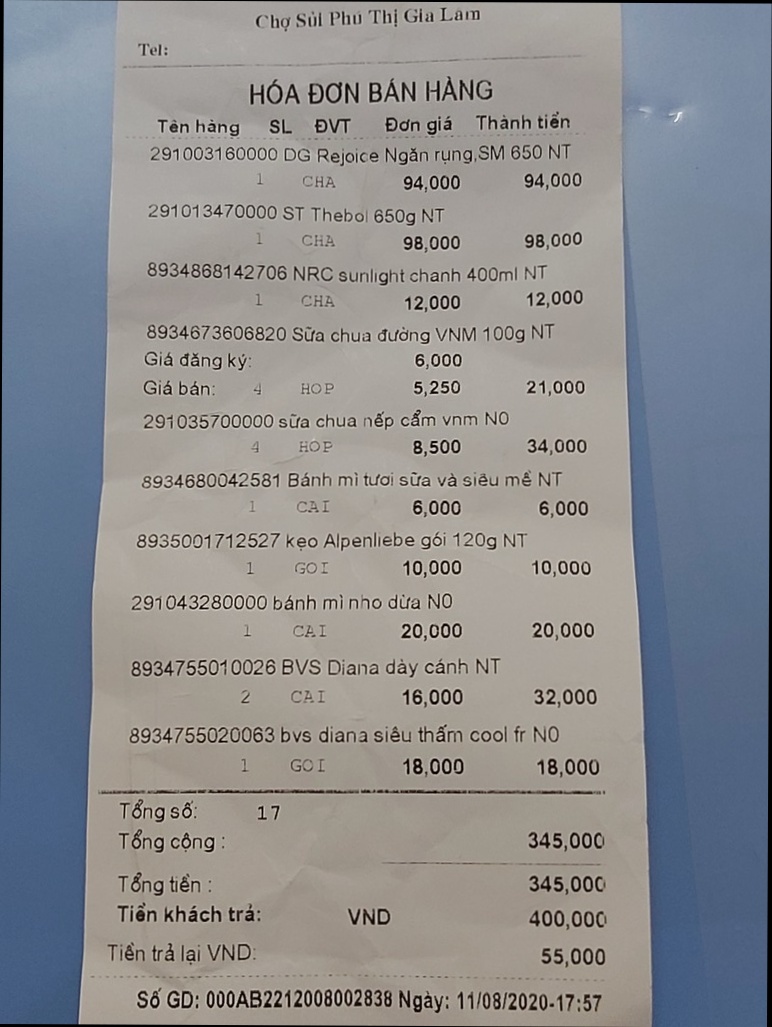 Chợ Sủi Phú Thị Gia Lâm
Tel:
HÓA ĐƠN BÁN HÀNG
Tên hàng SL ĐVT Đơn giá Thành tiền
291003160000 DG Rejoice Ngăn rụng,SM 650 NT
1 CHA 94,000 94,000
291013470000 ST Thebol 650g NT
1 CHA 98,000 98,000
8934868142706 NRC sunlight chanh 400ml NT
1 CHA 12,000 12,000
8934673606820 Sữa chua đường VNM 100g NT
Giá đăng ký: 6,000
Giá bán: 4 HOP 5,250 21,000
291035700000 sữa chua nếp cẩm vnm N0
4 HOP 8,500 34,000
8934680042581 Bánh mì tươi sữa và siêu mề NT
1 CAI 6,000 6,000
8935001712527 kẹo Alpenliebe gói 120g NT
1 GOI 10,000 10,000
291043280000 bánh mì nho dừa N0
1 CAI 20,000 20,000
8934755010026 BVS Diana dày cánh NT
2 CAI 16,000 32,000
8934755020063 bvs diana siêu thấm cool fr N0
1 GOI 18,000 18,000
Tổng số: 17
Tổng cộng : 345,000
Tổng tiền : 345,000
Tiền khách trả: VND 400,000
Tiền trả lại VND: 55,000
Số GD: 000AB2212008002838 Ngày: 11/08/2020-17:57